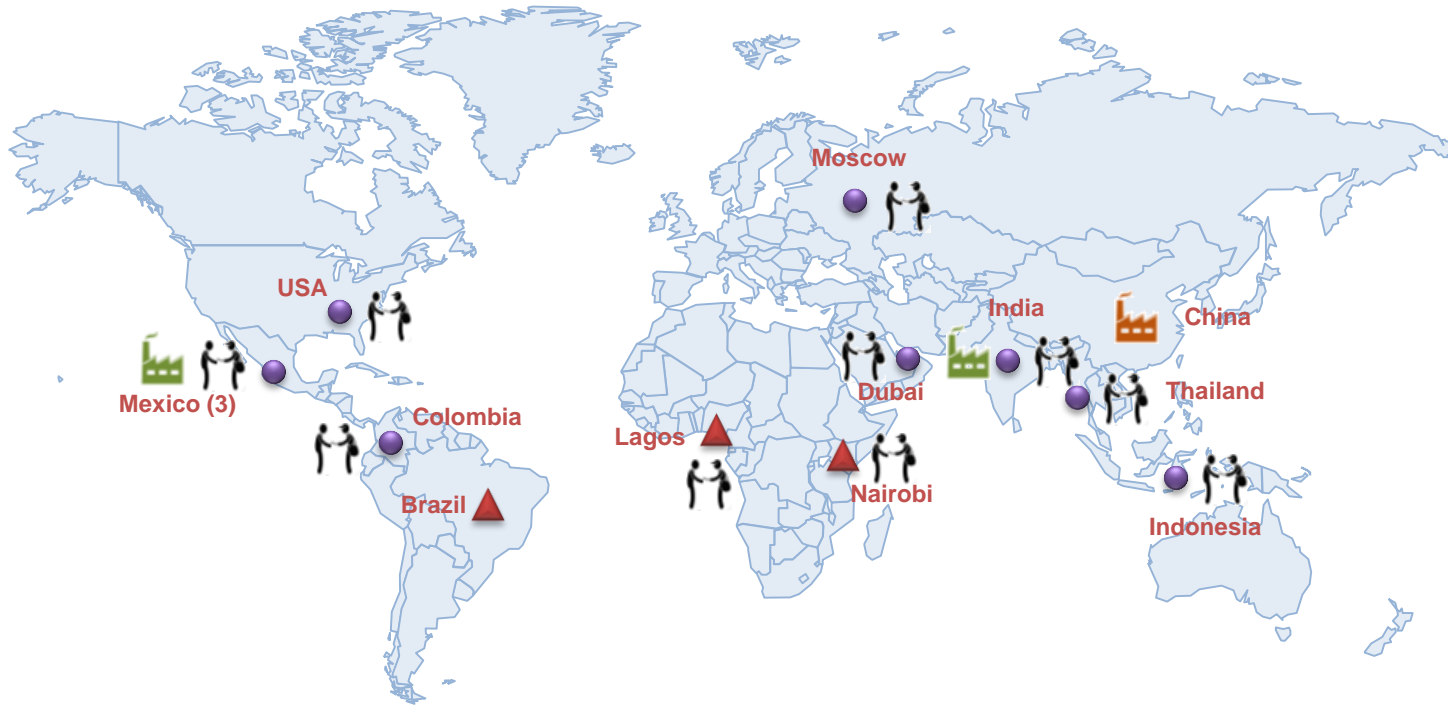 Moscow
USA
India
China
Mexico (3)
Dubai
Thailand
Colombia
Lagos
Nairobi
Brazil
Indonesia